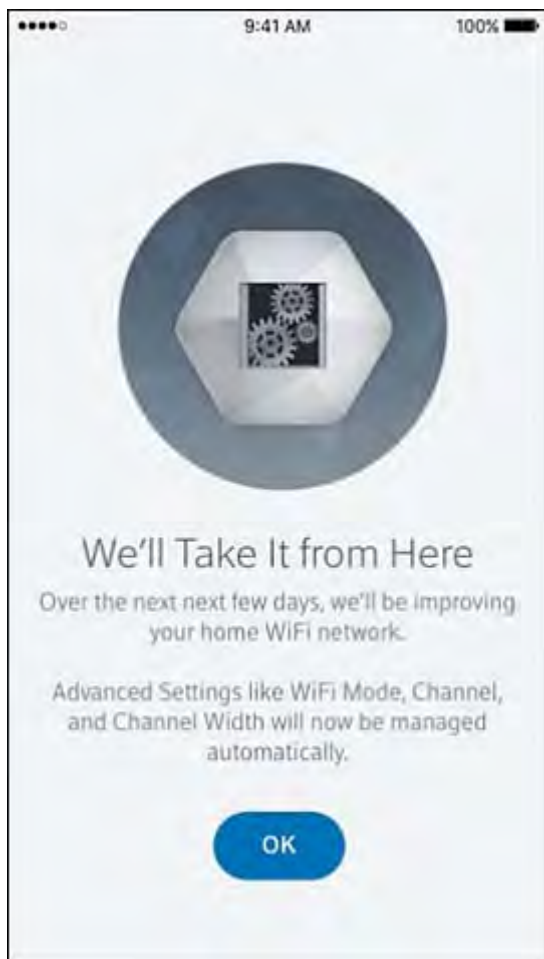 9:41 AM
100%
We'll Take It from Here
Over the next next few days, we'll be improving
your home WiFi network.
Advanced Settings like WiFi Mode, Channel,
and Channel Width will now be managed
automatically.
OK